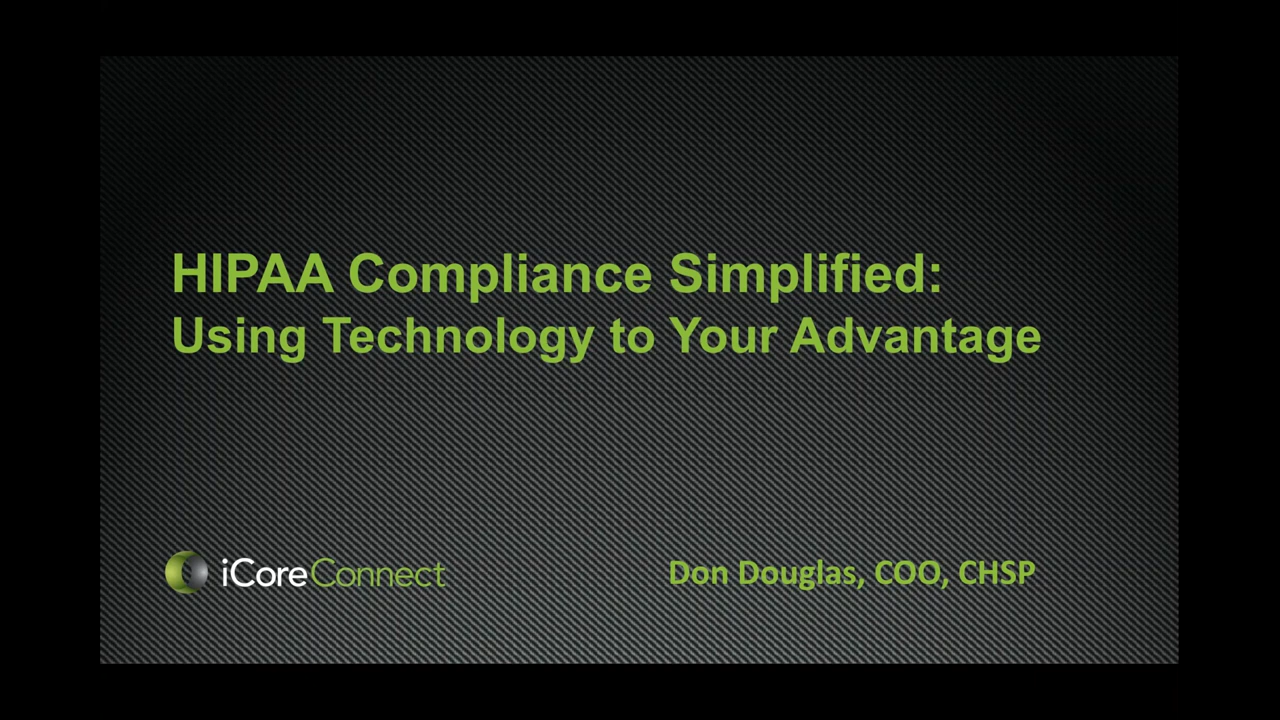 HIPAA Compliance Simplified:
Using Technology to Your Advantage
iCoreConnect
Don Douglas, COO, CHSP